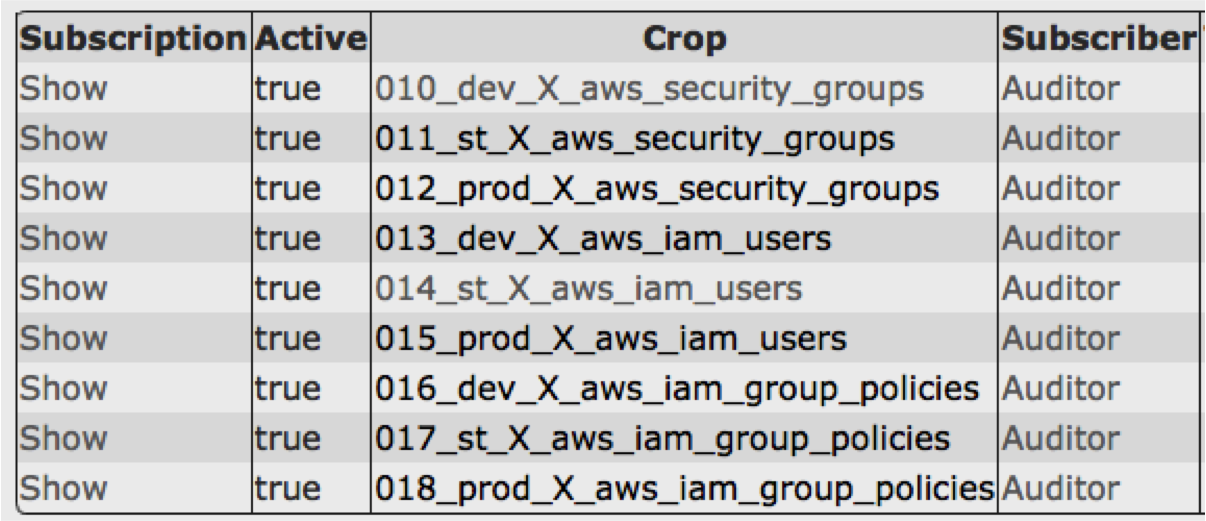 Subscription Active Crop Subscriber
Show true 010_dev_X_aws_security_groups Auditor
Show true 011_st_X_aws_security_groups Auditor
Show true 012_prod_X_aws_security_groups Auditor
Show true 013_dev_X_aws_iam_users Auditor
Show true 014_st_X_aws_iam_users Auditor
Show true 015_prod_X_aws_iam_users Auditor
Show true 016_dev_X_aws_iam_group_policies Auditor
Show true 017_st_X_aws_iam_group_policies Auditor
Show true 018_prod_X_aws_iam_group_policies Auditor